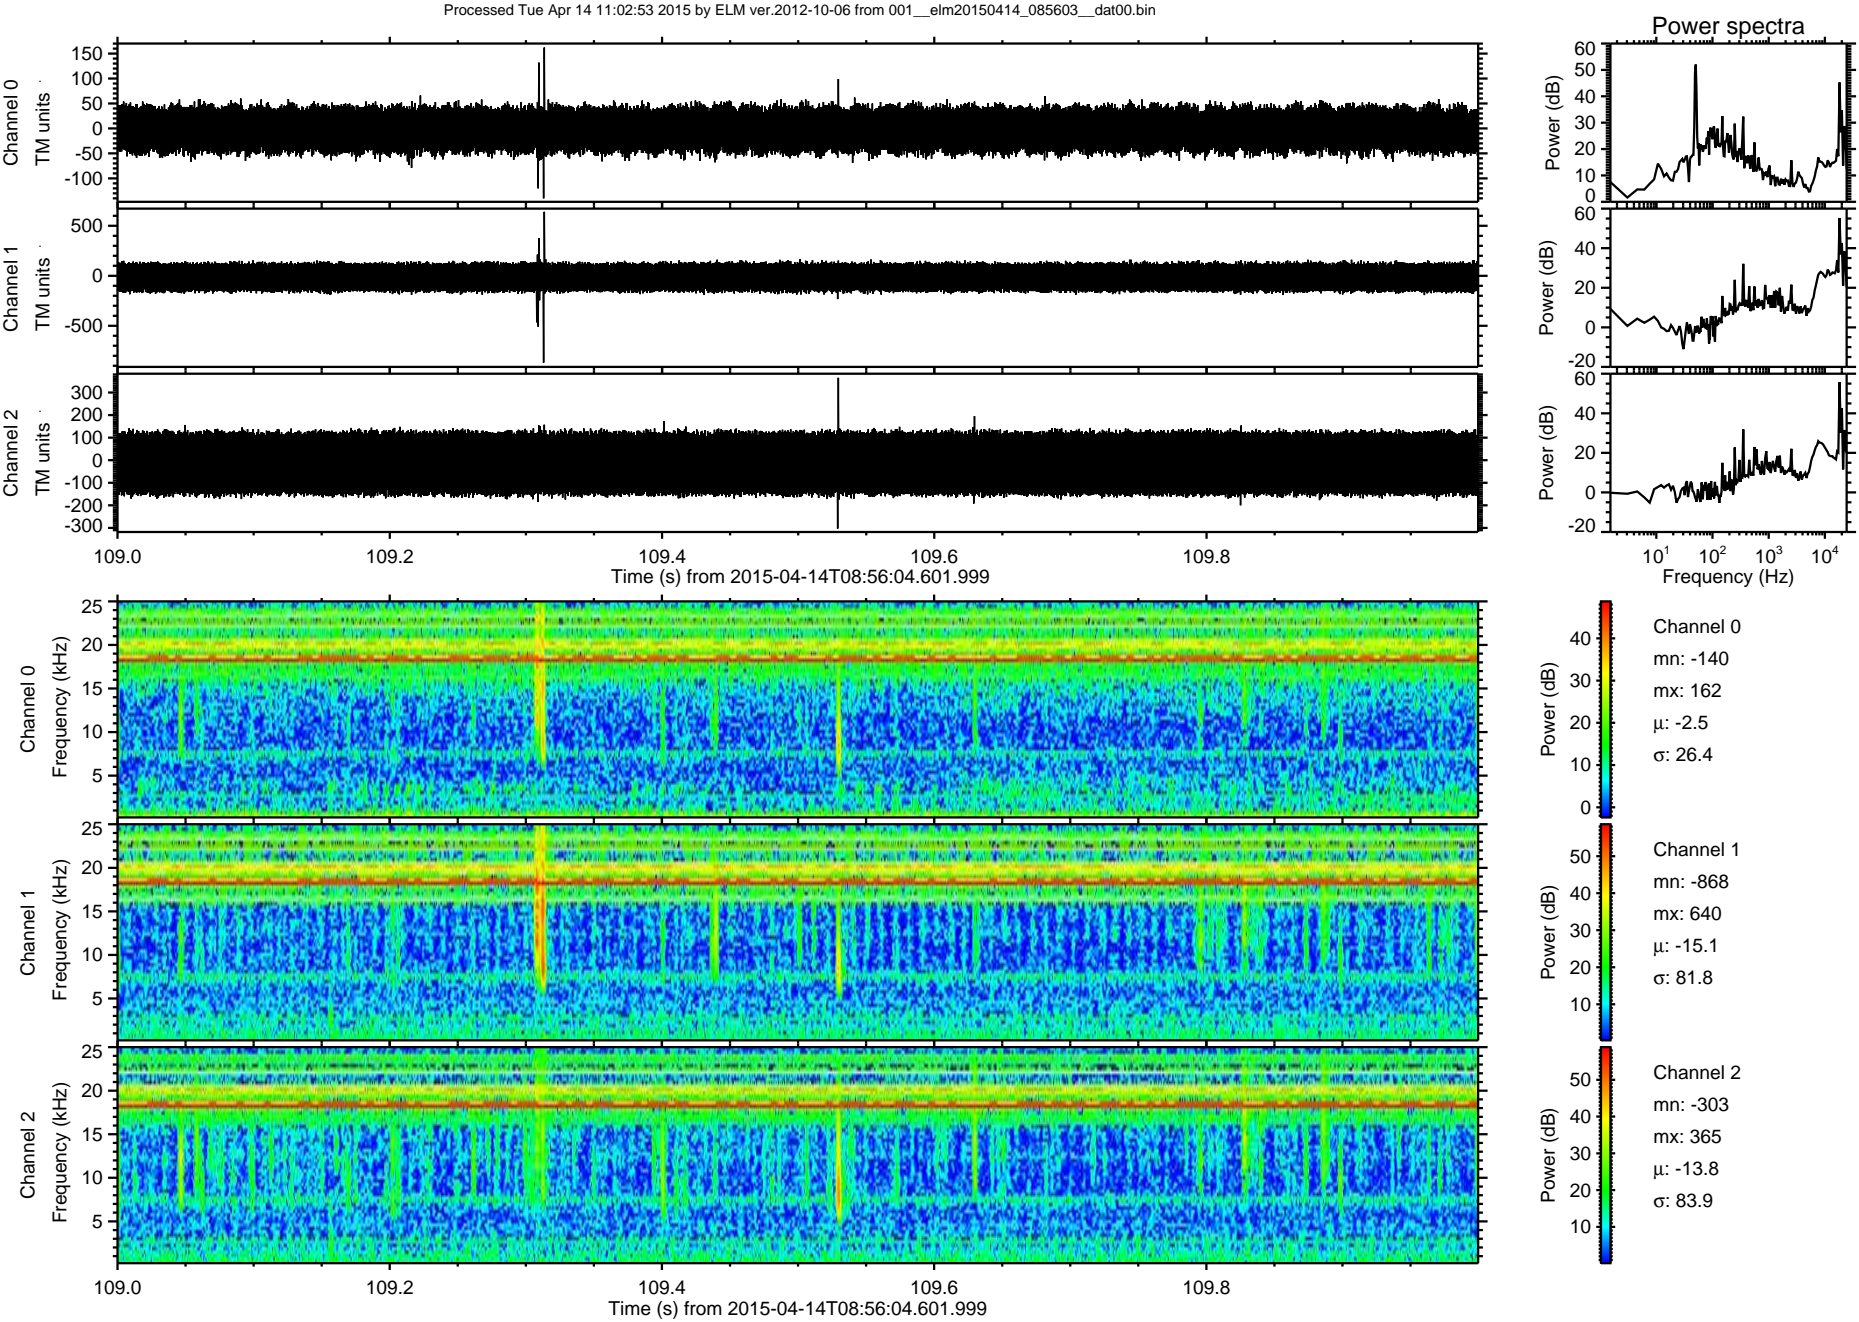 Processed Tue Apr 14 11:02:53 2015 by ELM ver.2012-10-06 from 001__elm20150414_085603__dat00.bin
Power spectra
Channel 0
TM units
150
100
50
0
-50
-100
Power (dB)
60
50
40
30
20
10
0
Channel 1
TM units
500
0
-500
Power (dB)
60
40
20
0
-20
Channel 2
TM units
300
200
100
0
-100
-200
-300
Power (dB)
60
40
20
0
-20
109.0 109.2 109.4 109.6 109.8
Time (s) from 2015-04-14T08:56:04.601.999
10^1 10^2 10^3 10^4
Frequency (Hz)
Channel 0
Frequency (kHz)
25
20
15
10
5
Power (dB)
40
30
20
10
0
Channel 0
mn: -140
mx: 162
μ: -2.5
σ: 26.4
Channel 1
Frequency (kHz)
25
20
15
10
5
Power (dB)
50
40
30
20
10
Channel 1
mn: -868
mx: 640
μ: -15.1
σ: 81.8
Channel 2
Frequency (kHz)
25
20
15
10
5
Power (dB)
50
40
30
20
10
Channel 2
mn: -303
mx: 365
μ: -13.8
σ: 83.9
109.0 109.2 109.4 109.6 109.8
Time (s) from 2015-04-14T08:56:04.601.999